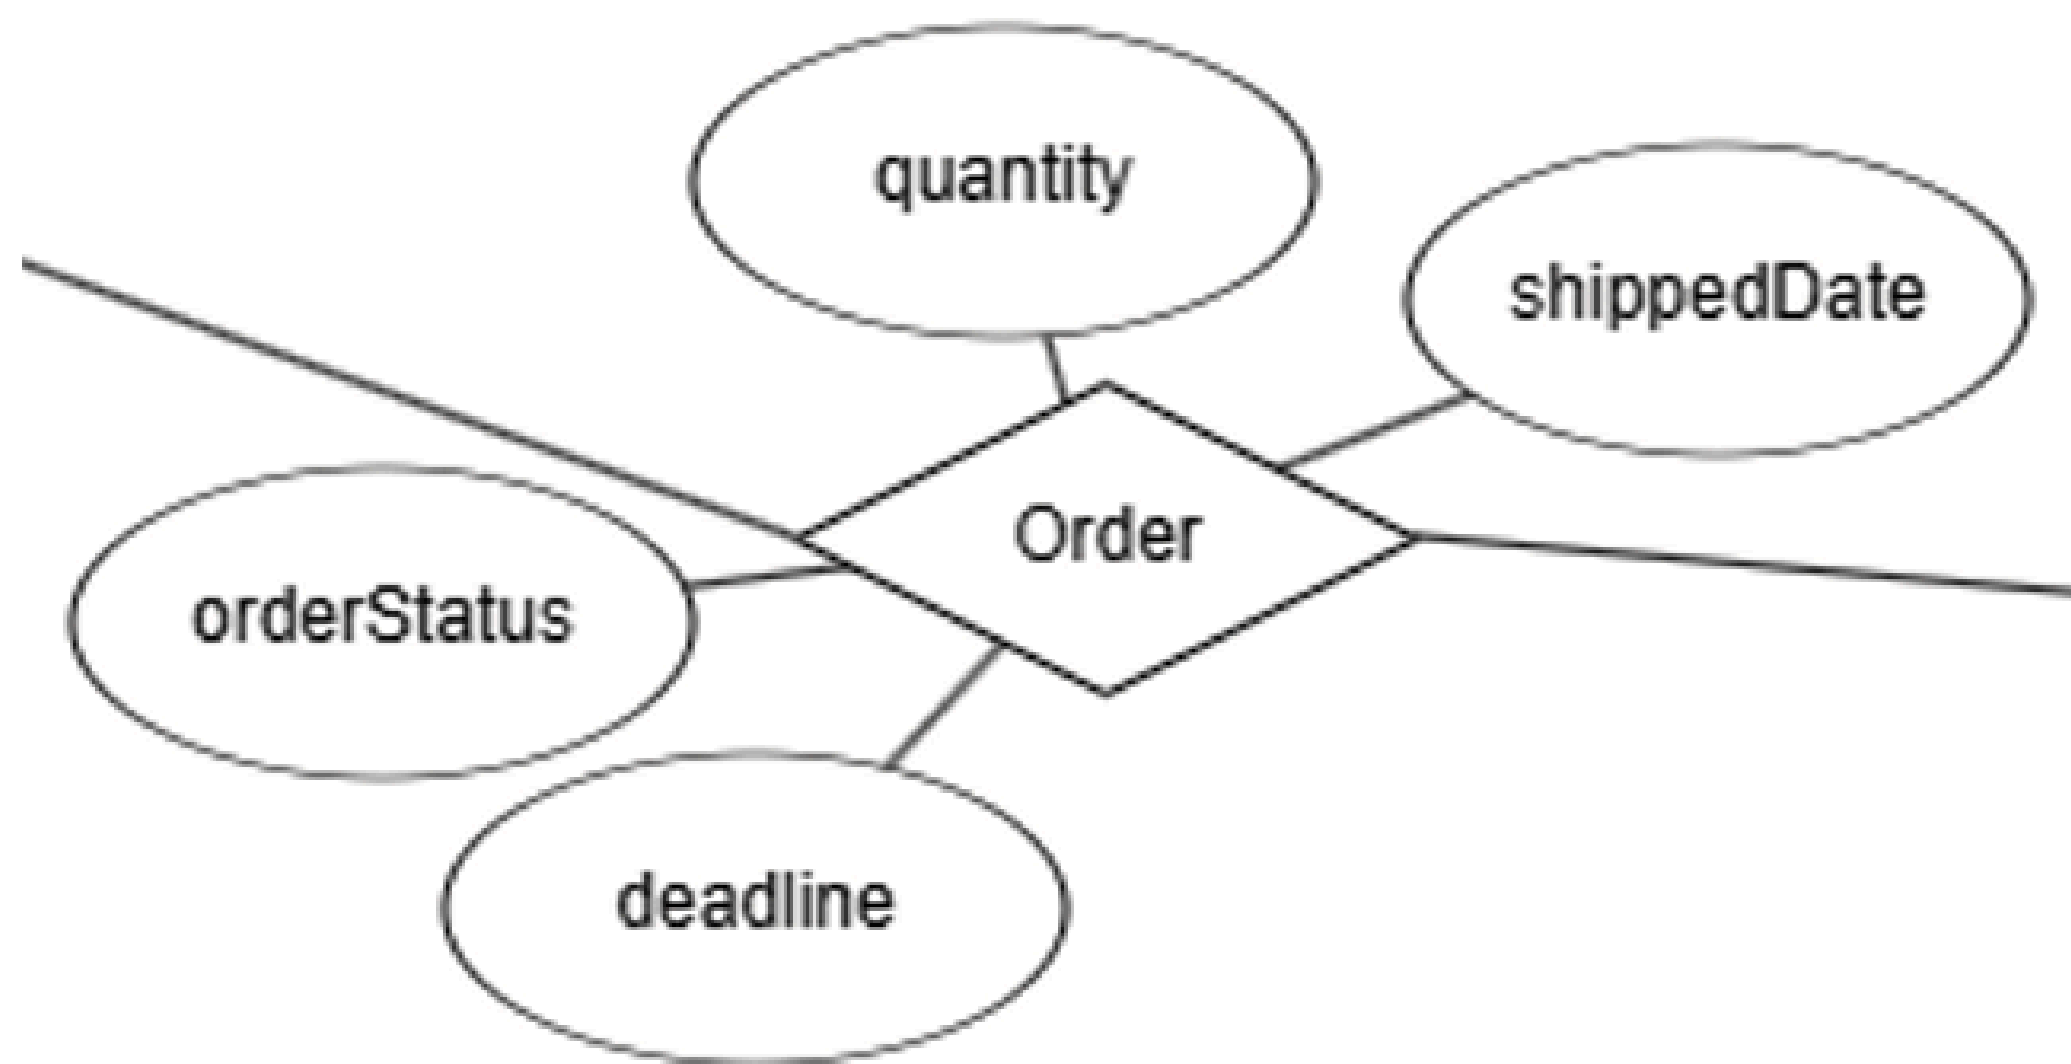 quantity
shippedDate
Order
orderStatus
deadline